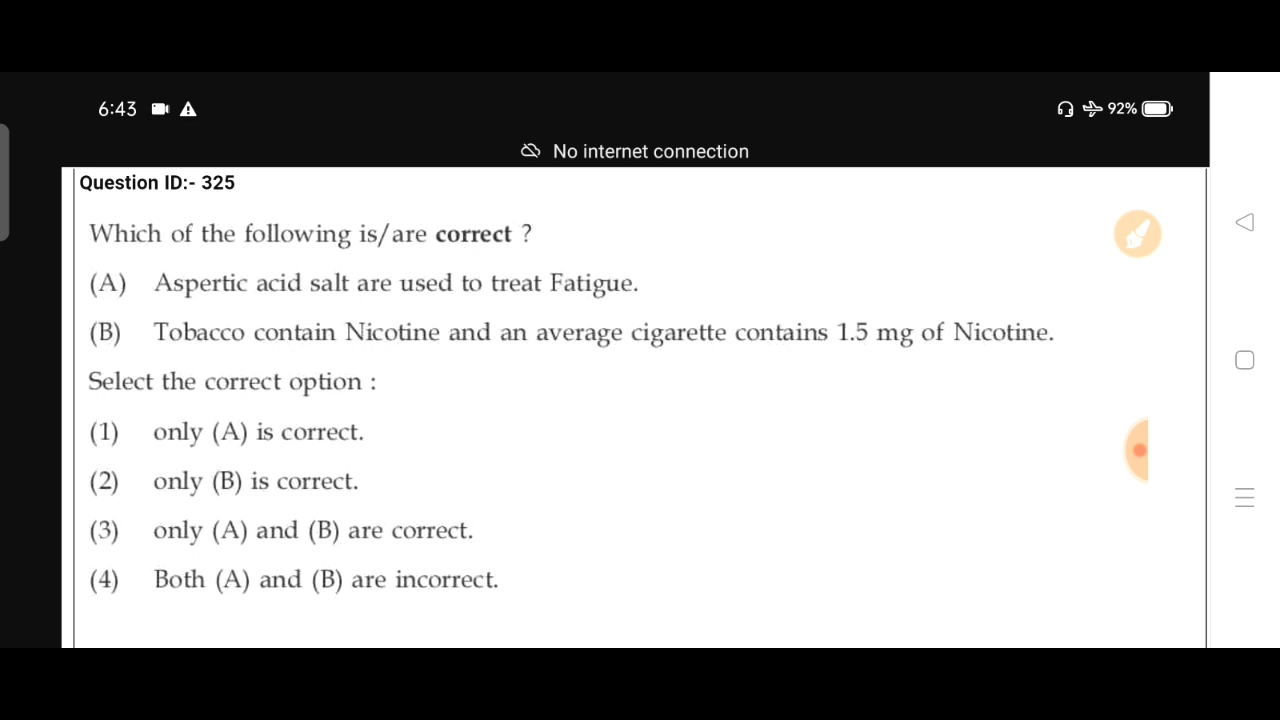 6:43
92%
No internet connection
Question ID:- 325
Which of the following is/are correct ?
(A) Aspertic acid salt are used to treat Fatigue.
(B) Tobacco contain Nicotine and an average cigarette contains 1.5 mg of Nicotine.
Select the correct option :
(1) only (A) is correct.
(2) only (B) is correct.
(3) only (A) and (B) are correct.
(4) Both (A) and (B) are incorrect.